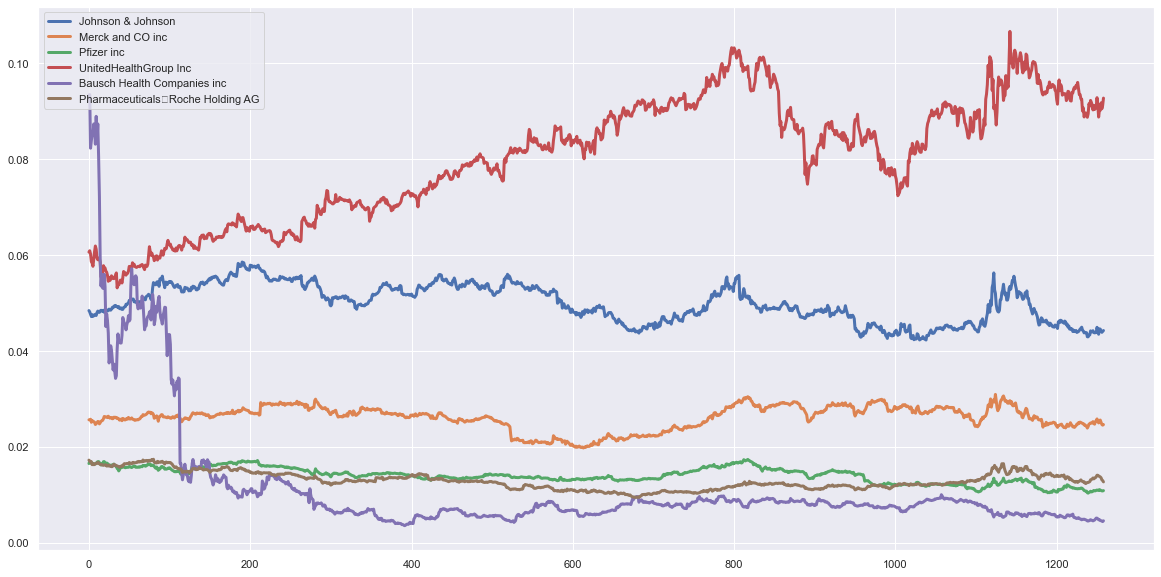 Johnson & Johnson
Merck and CO inc
Pfizer inc
UnitedHealthGroup Inc
Bausch Health Companies inc
Pharmaceuticals□Roche Holding AG
0.10
0.08
0.06
0.04
0.02
0.00
0 200 400 600 800 1000 1200